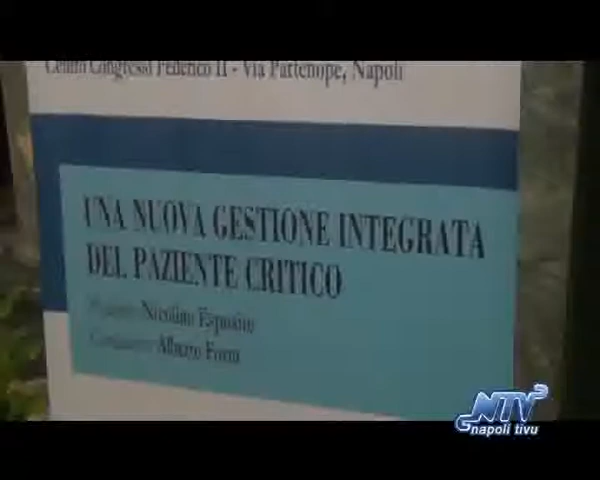 Centro Congressi Federico II - Via Partenope, Napoli
UNA NUOVA GESTIONE INTEGRATA
DEL PAZIENTE CRITICO
Nicolino Esposito
Alfonso
NTV
napoli tivu